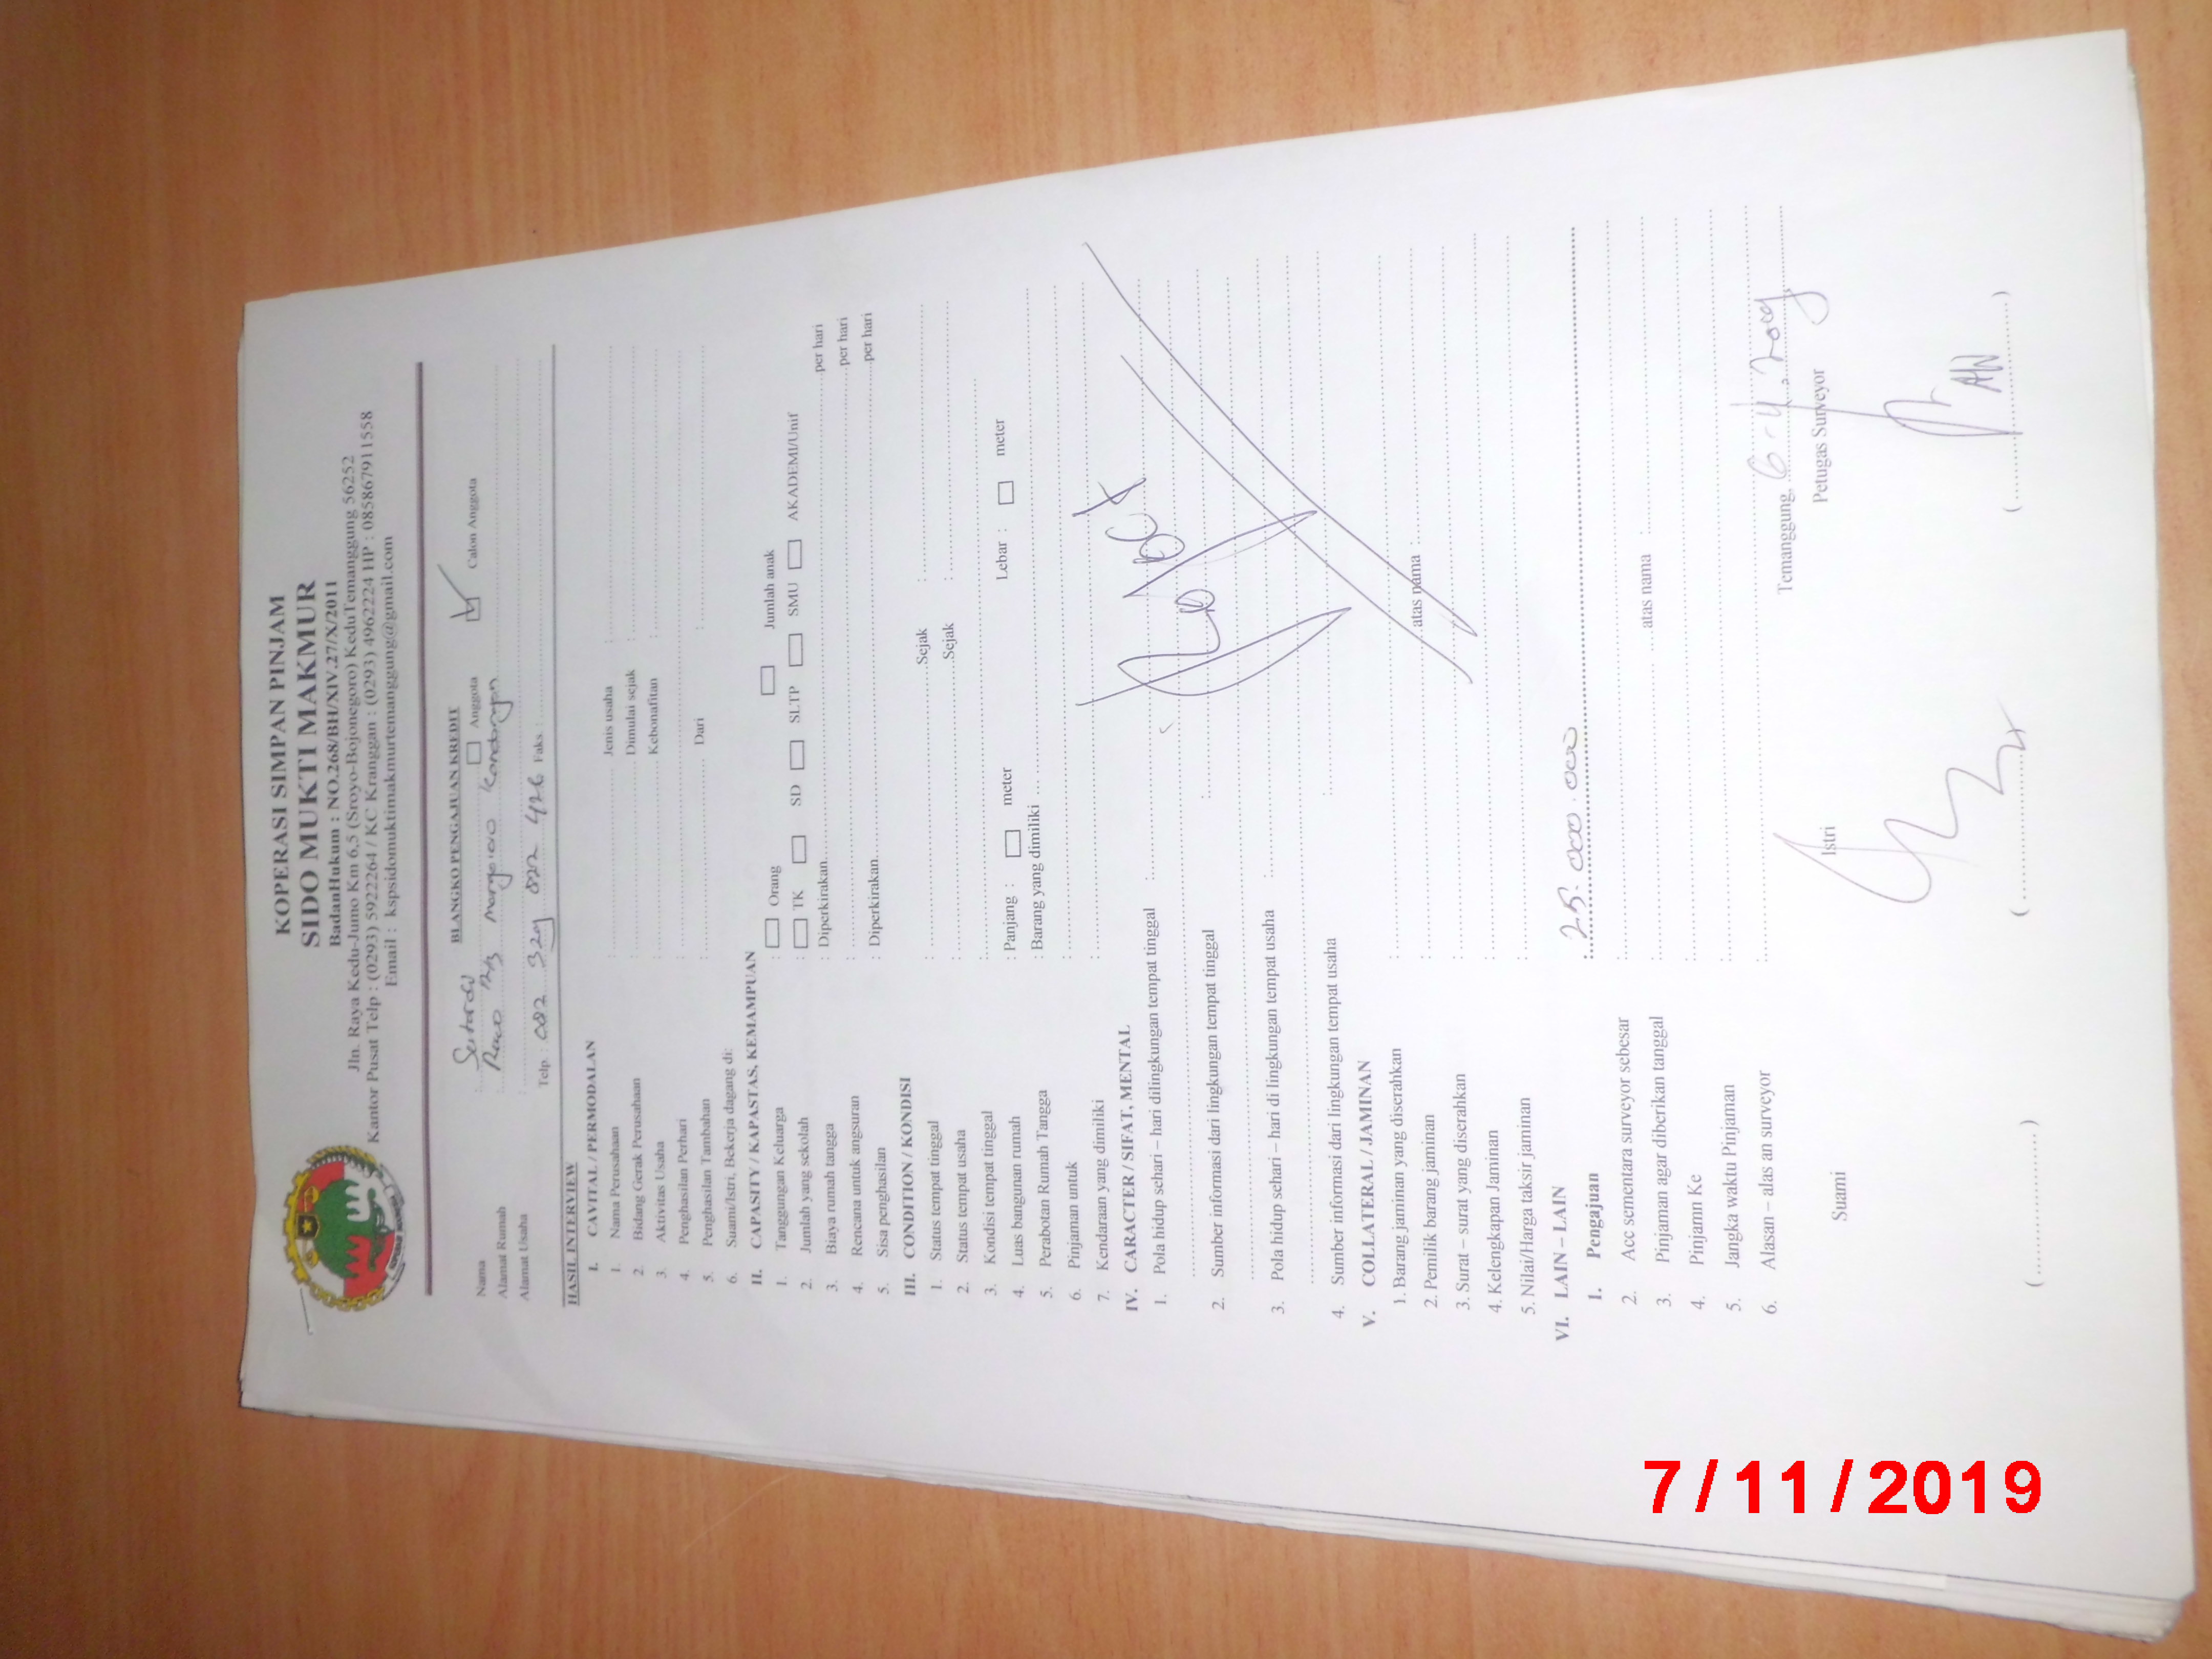 KOPERASI SIMPAN PINJAM
SIDO MUKTI MAKMUR
BadanHukum : NO.268/BH/XIV.27/X/2011
Jln. Raya Kedu-Jumo Km 6,5 (Sroyo-Bojonegoro) KeduTemanggung 56252
Kantor Pusat Telp : (0293) 5922264 / KC Kranggan : (0293) 4962224 HP : 085867911558
Email : kspsidomuktimakmurtemanggung@gmail.com
BLANGKO PENGAJUAN KREDIT
Nama : Anggota Calon Anggota
Alamat Rumah : Kandangan
Alamat Usaha :
Telp : 082 329 822 426 Faks. :
HASIL INTERVIEW
I. CAVITAL / PERMODALAN
1. Nama Perusahaan : Jenis usaha :
2. Bidang Gerak Perusahaan : Dimulai sejak :
3. Aktivitas Usaha : Kebonafitan :
4. Penghasilan Perhari :
5. Penghasilan Tambahan : Dari :
6. Suami/Istri, Bekerja dagang di:
II. CAPASITY / KAPASTAS, KEMAMPUAN
1. Tanggungan Keluarga : Orang Jumlah anak
2. Jumlah yang sekolah : TK SD SLTP SMU AKADEMI/Unif
3. Biaya rumah tangga : Diperkirakan per hari
4. Rencana untuk angsuran : per hari
5. Sisa penghasilan : Diperkirakan per hari
III. CONDITION / KONDISI
1. Status tempat tinggal : Sejak :
2. Status tempat usaha : Sejak :
3. Kondisi tempat tinggal :
4. Luas bangunan rumah : Panjang : meter Lebar : meter
5. Perabotan Rumah Tangga : Barang yang dimiliki
6. Pinjaman untuk :
7. Kendaraan yang dimiliki :
IV. CARACTER / SIFAT, MENTAL
1. Pola hidup sehari – hari dilingkungan tempat tinggal :
2. Sumber informasi dari lingkungan tempat tinggal :
3. Pola hidup sehari – hari di lingkungan tempat usaha :
4. Sumber informasi dari lingkungan tempat usaha :
V. COLLATERAL / JAMINAN
1. Barang jaminan yang diserahkan :
2. Pemilik barang jaminan : atas nama :
3. Surat – surat yang diserahkan :
4. Kelengkapan Jaminan :
5. Nilai/Harga taksir jaminan :
VI. LAIN – LAIN
1. Pengajuan : 25.000.000
2. Acc sementara surveyor sebesar :
3. Pinjaman agar diberikan tanggal : atas nama :
4. Pinjamn Ke :
5. Jangka waktu Pinjaman :
6. Alasan – alas an surveyor :
Temanggung,
Suami Istri Petugas Surveyor
(....................) (....................) (....................)
7/11/2019